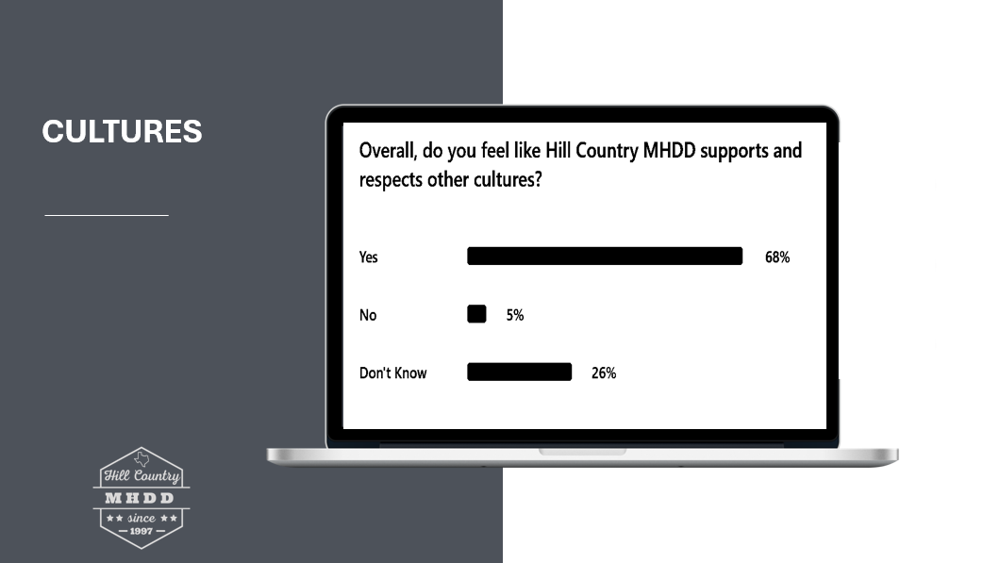 CULTURES
Overall, do you feel like Hill Country MHDD supports and
respects other cultures?
Yes 68%
No 5%
Don't Know 26%
Hill Country
MHDD
since
1997